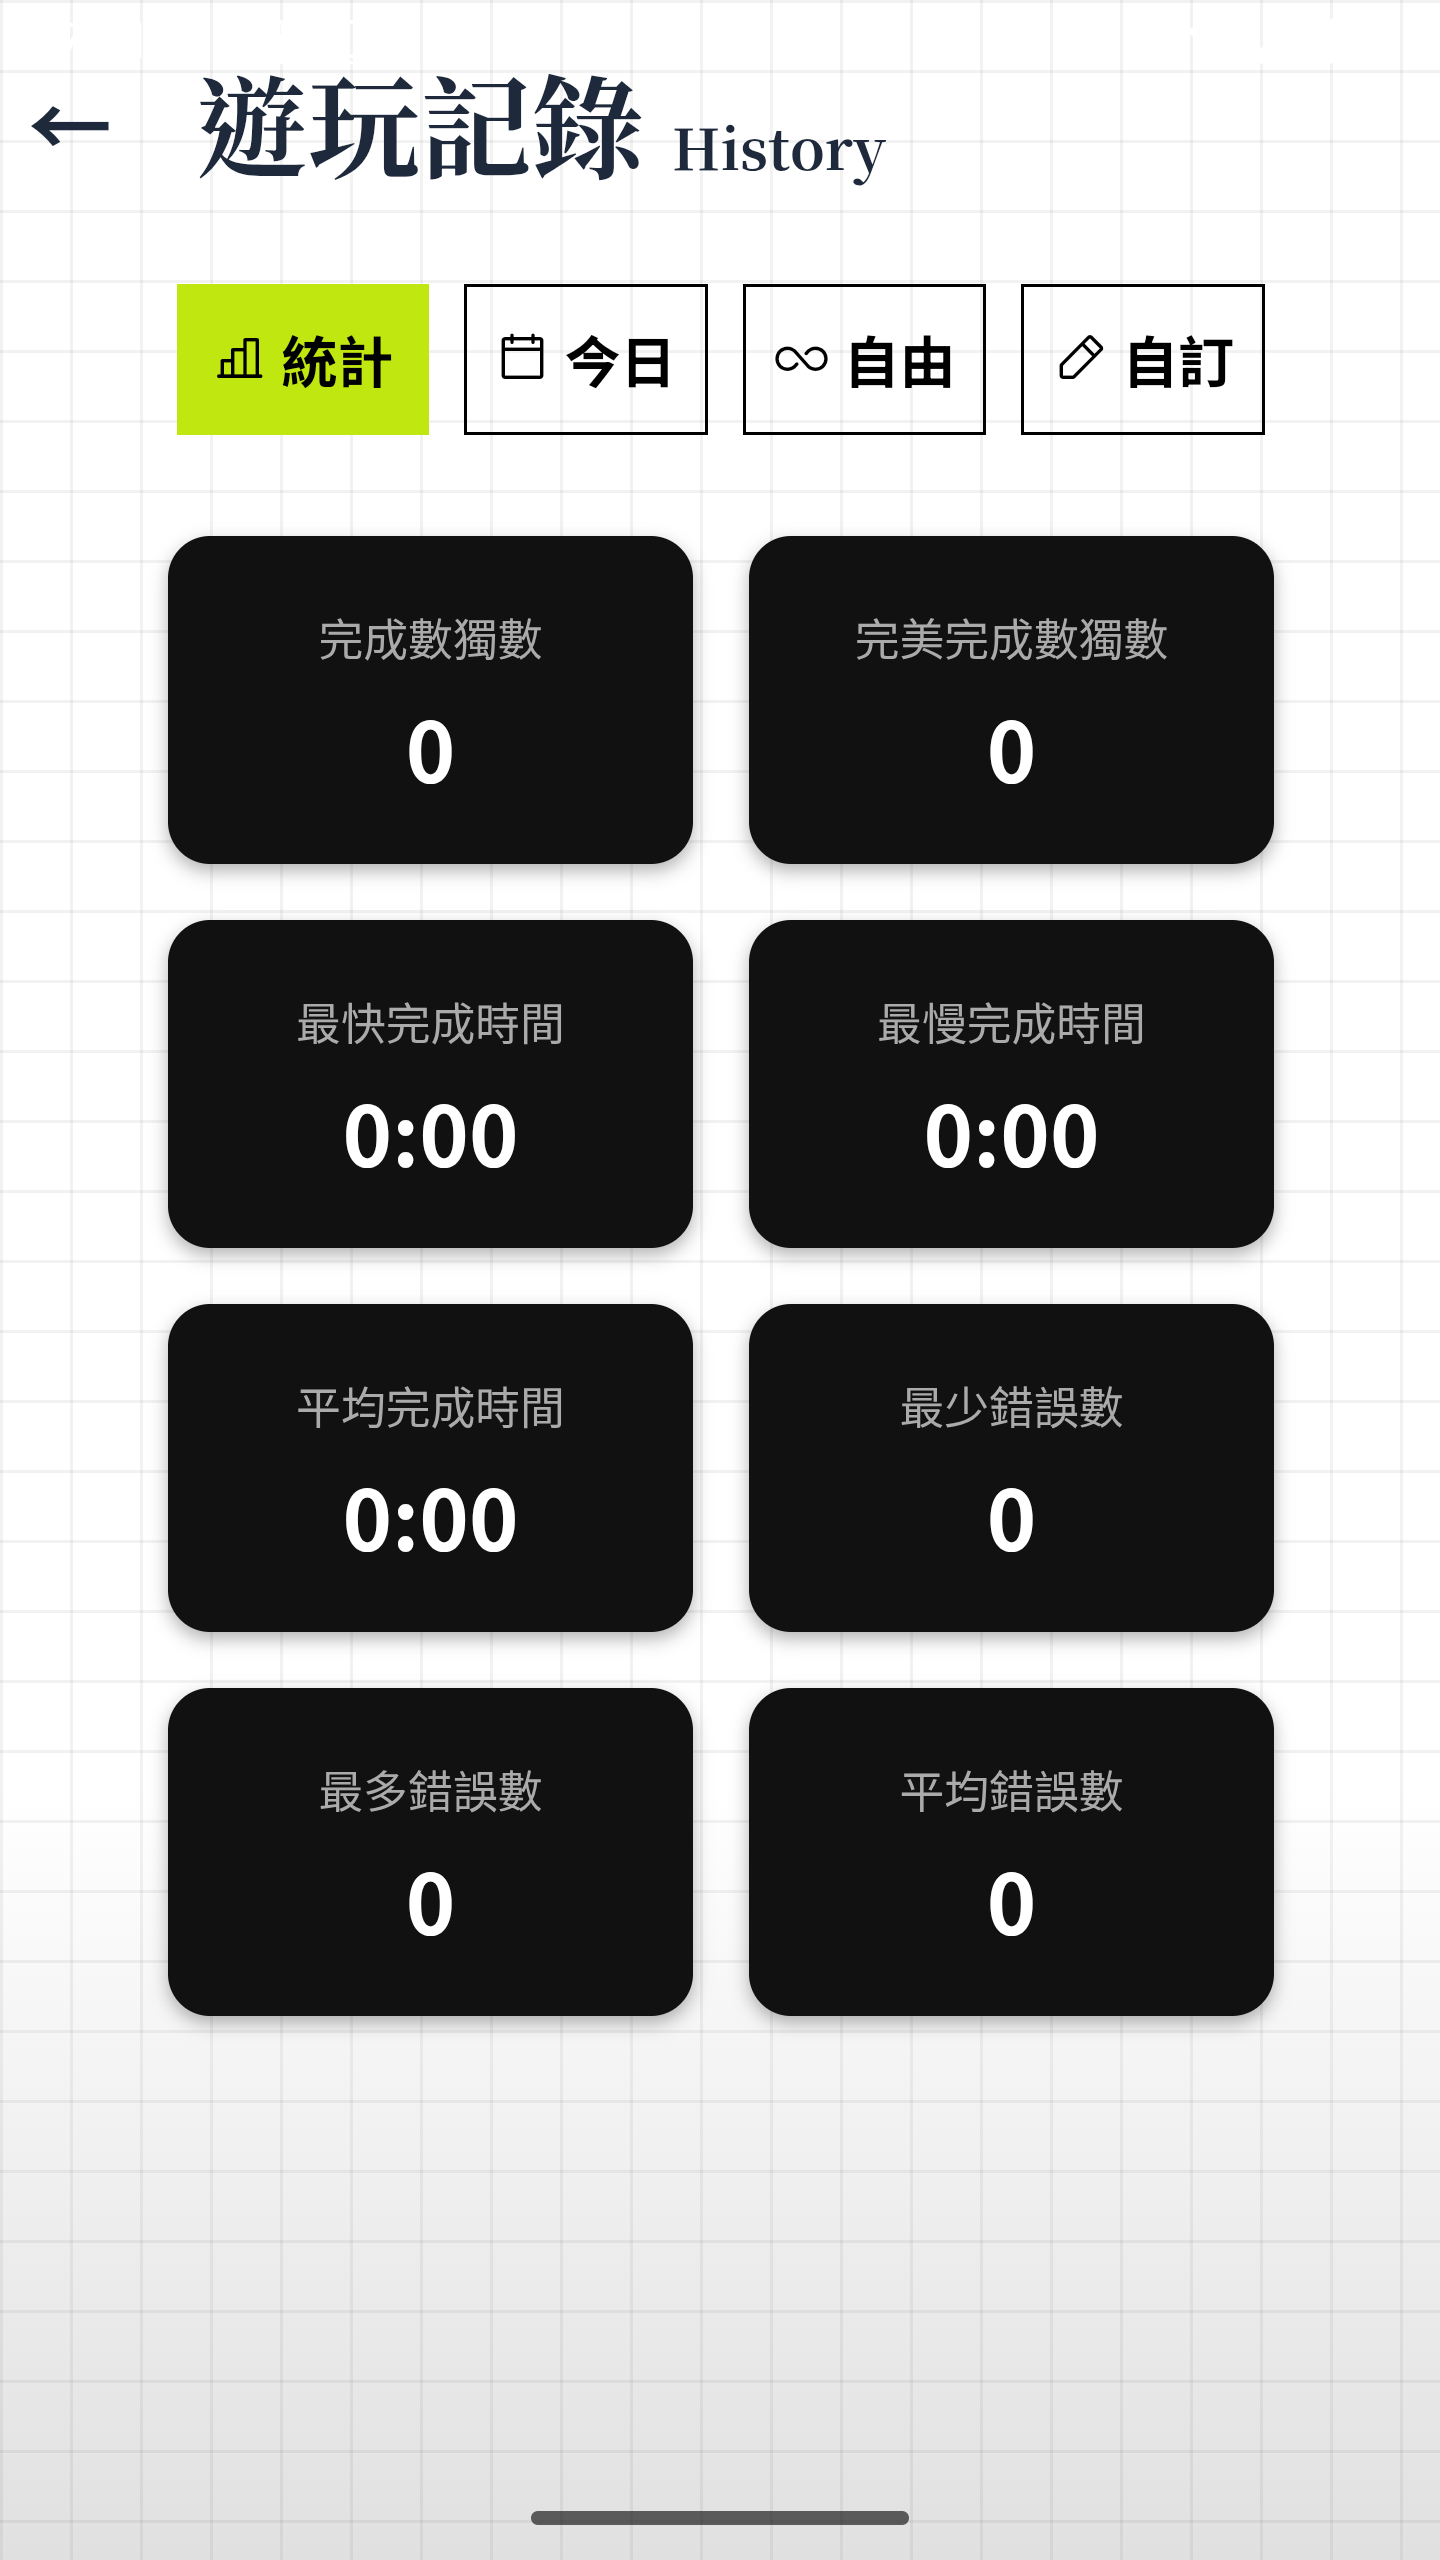 遊玩記錄 History
統計 今日 自由 自訂
完成數獨數
0
完美完成數獨數
0
最快完成時間
0:00
最慢完成時間
0:00
平均完成時間
0:00
最少錯誤數
0
最多錯誤數
0
平均錯誤數
0